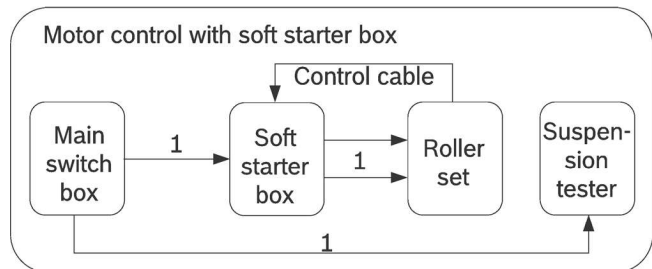 Motor control with soft starter box
Control cable
Main
switch
box
1
Soft
starter
box
1
Roller
set
Suspen-
sion
tester
1